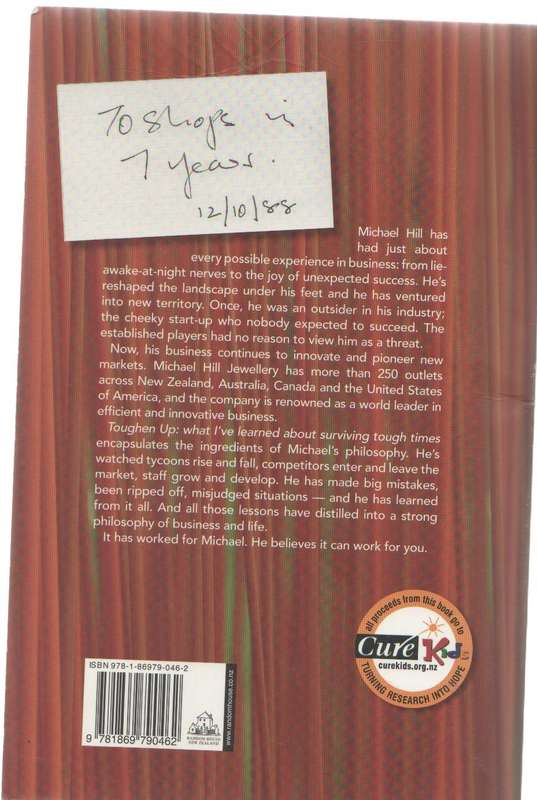 70 shops in
7 years.
12/10/88
Michael Hill has
had just about
every possible experience in business: from lie-
awake-at-night nerves to the joy of unexpected success. He's
reshaped the landscape under his feet and he has ventured
into new territory. Once, he was an outsider in his industry;
the cheeky start-up who nobody expected to succeed. The
established players had no reason to view him as a threat.
Now, his business continues to innovate and pioneer new
markets. Michael Hill Jewellery has more than 250 outlets
across New Zealand, Australia, Canada and the United States
of America, and the company is renowned as a world leader in
efficient and innovative business.
Toughen Up: what I've learned about surviving tough times
encapsulates the ingredients of Michael's philosophy. He's
watched tycoons rise and fall, competitors enter and leave the
market, staff grow and develop. He has made big mistakes,
been ripped off, misjudged situations — and he has learned
from it all. And all those lessons have distilled into a strong
philosophy of business and life.
It has worked for Michael. He believes it can work for you.
all proceeds from this book go to
Cure Kids
curekids.org.nz
TURNING RESEARCH INTO HOPE
ISBN 978-1-86979-046-2
9 781869 790462
RANDOM HOUSE
NEW ZEALAND
www.randomhouse.co.nz